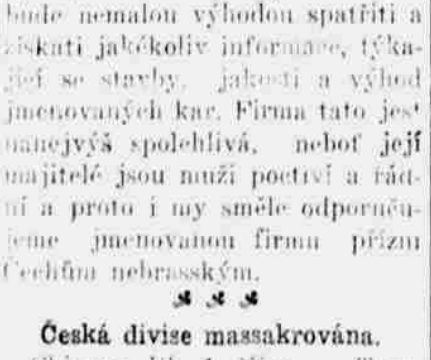 bude nemalou výhodou spatřiti a
získati jakékoliv informace, týka-
jící se stavby, jakosti a výhod
jmenovaných kar. Firma tato jest
nanejvýš spolehlivá, neboť její
majitelé jsou muži poctiví a řád-
ní a proto i my směle odporuču-
jeme jmenovanou firmu přízni
Čechům nebrasským.
Česká divise massakrována.